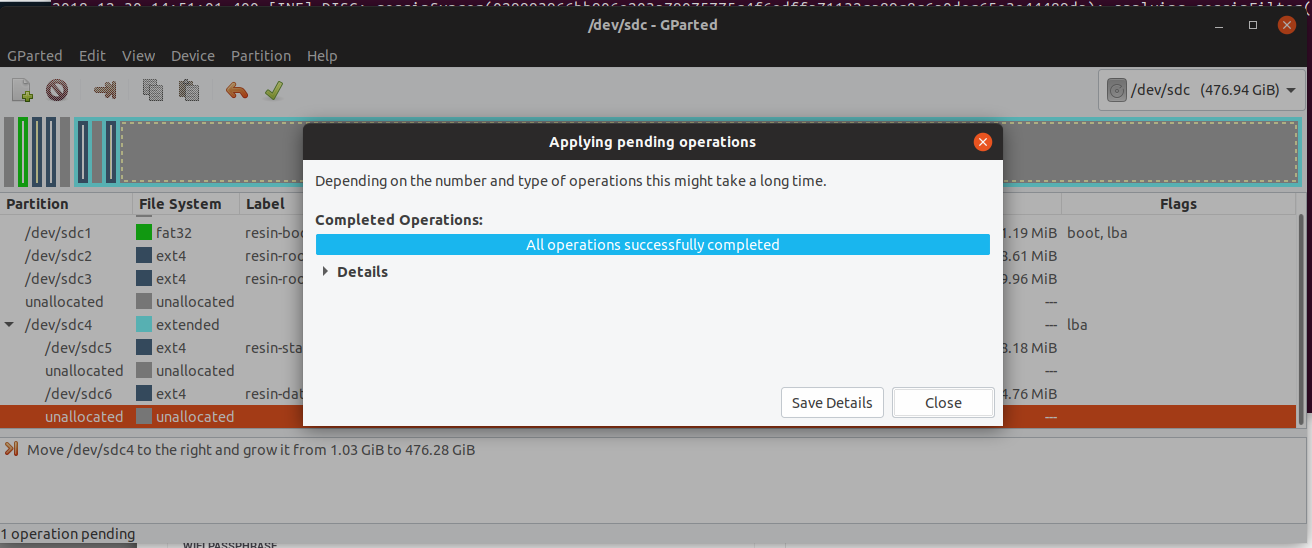 /dev/sdc - GParted
GParted Edit View Device Partition Help
/dev/sdc (476.94 GiB)
Applying pending operations
Depending on the number and type of operations this might take a long time.
Completed Operations:
All operations successfully completed
Details
Save Details Close
Partition File System Label Flags
/dev/sdc1 fat32 resin-boo 1.19 MiB boot, lba
/dev/sdc2 ext4 resin-roo 8.61 MiB
/dev/sdc3 ext4 resin-roo 9.96 MiB
unallocated unallocated ---
/dev/sdc4 extended --- lba
/dev/sdc5 ext4 resin-sta 8.18 MiB
unallocated unallocated ---
/dev/sdc6 ext4 resin-dat 4.76 MiB
unallocated unallocated ---
Move /dev/sdc4 to the right and grow it from 1.03 GiB to 476.28 GiB
1 operation pending